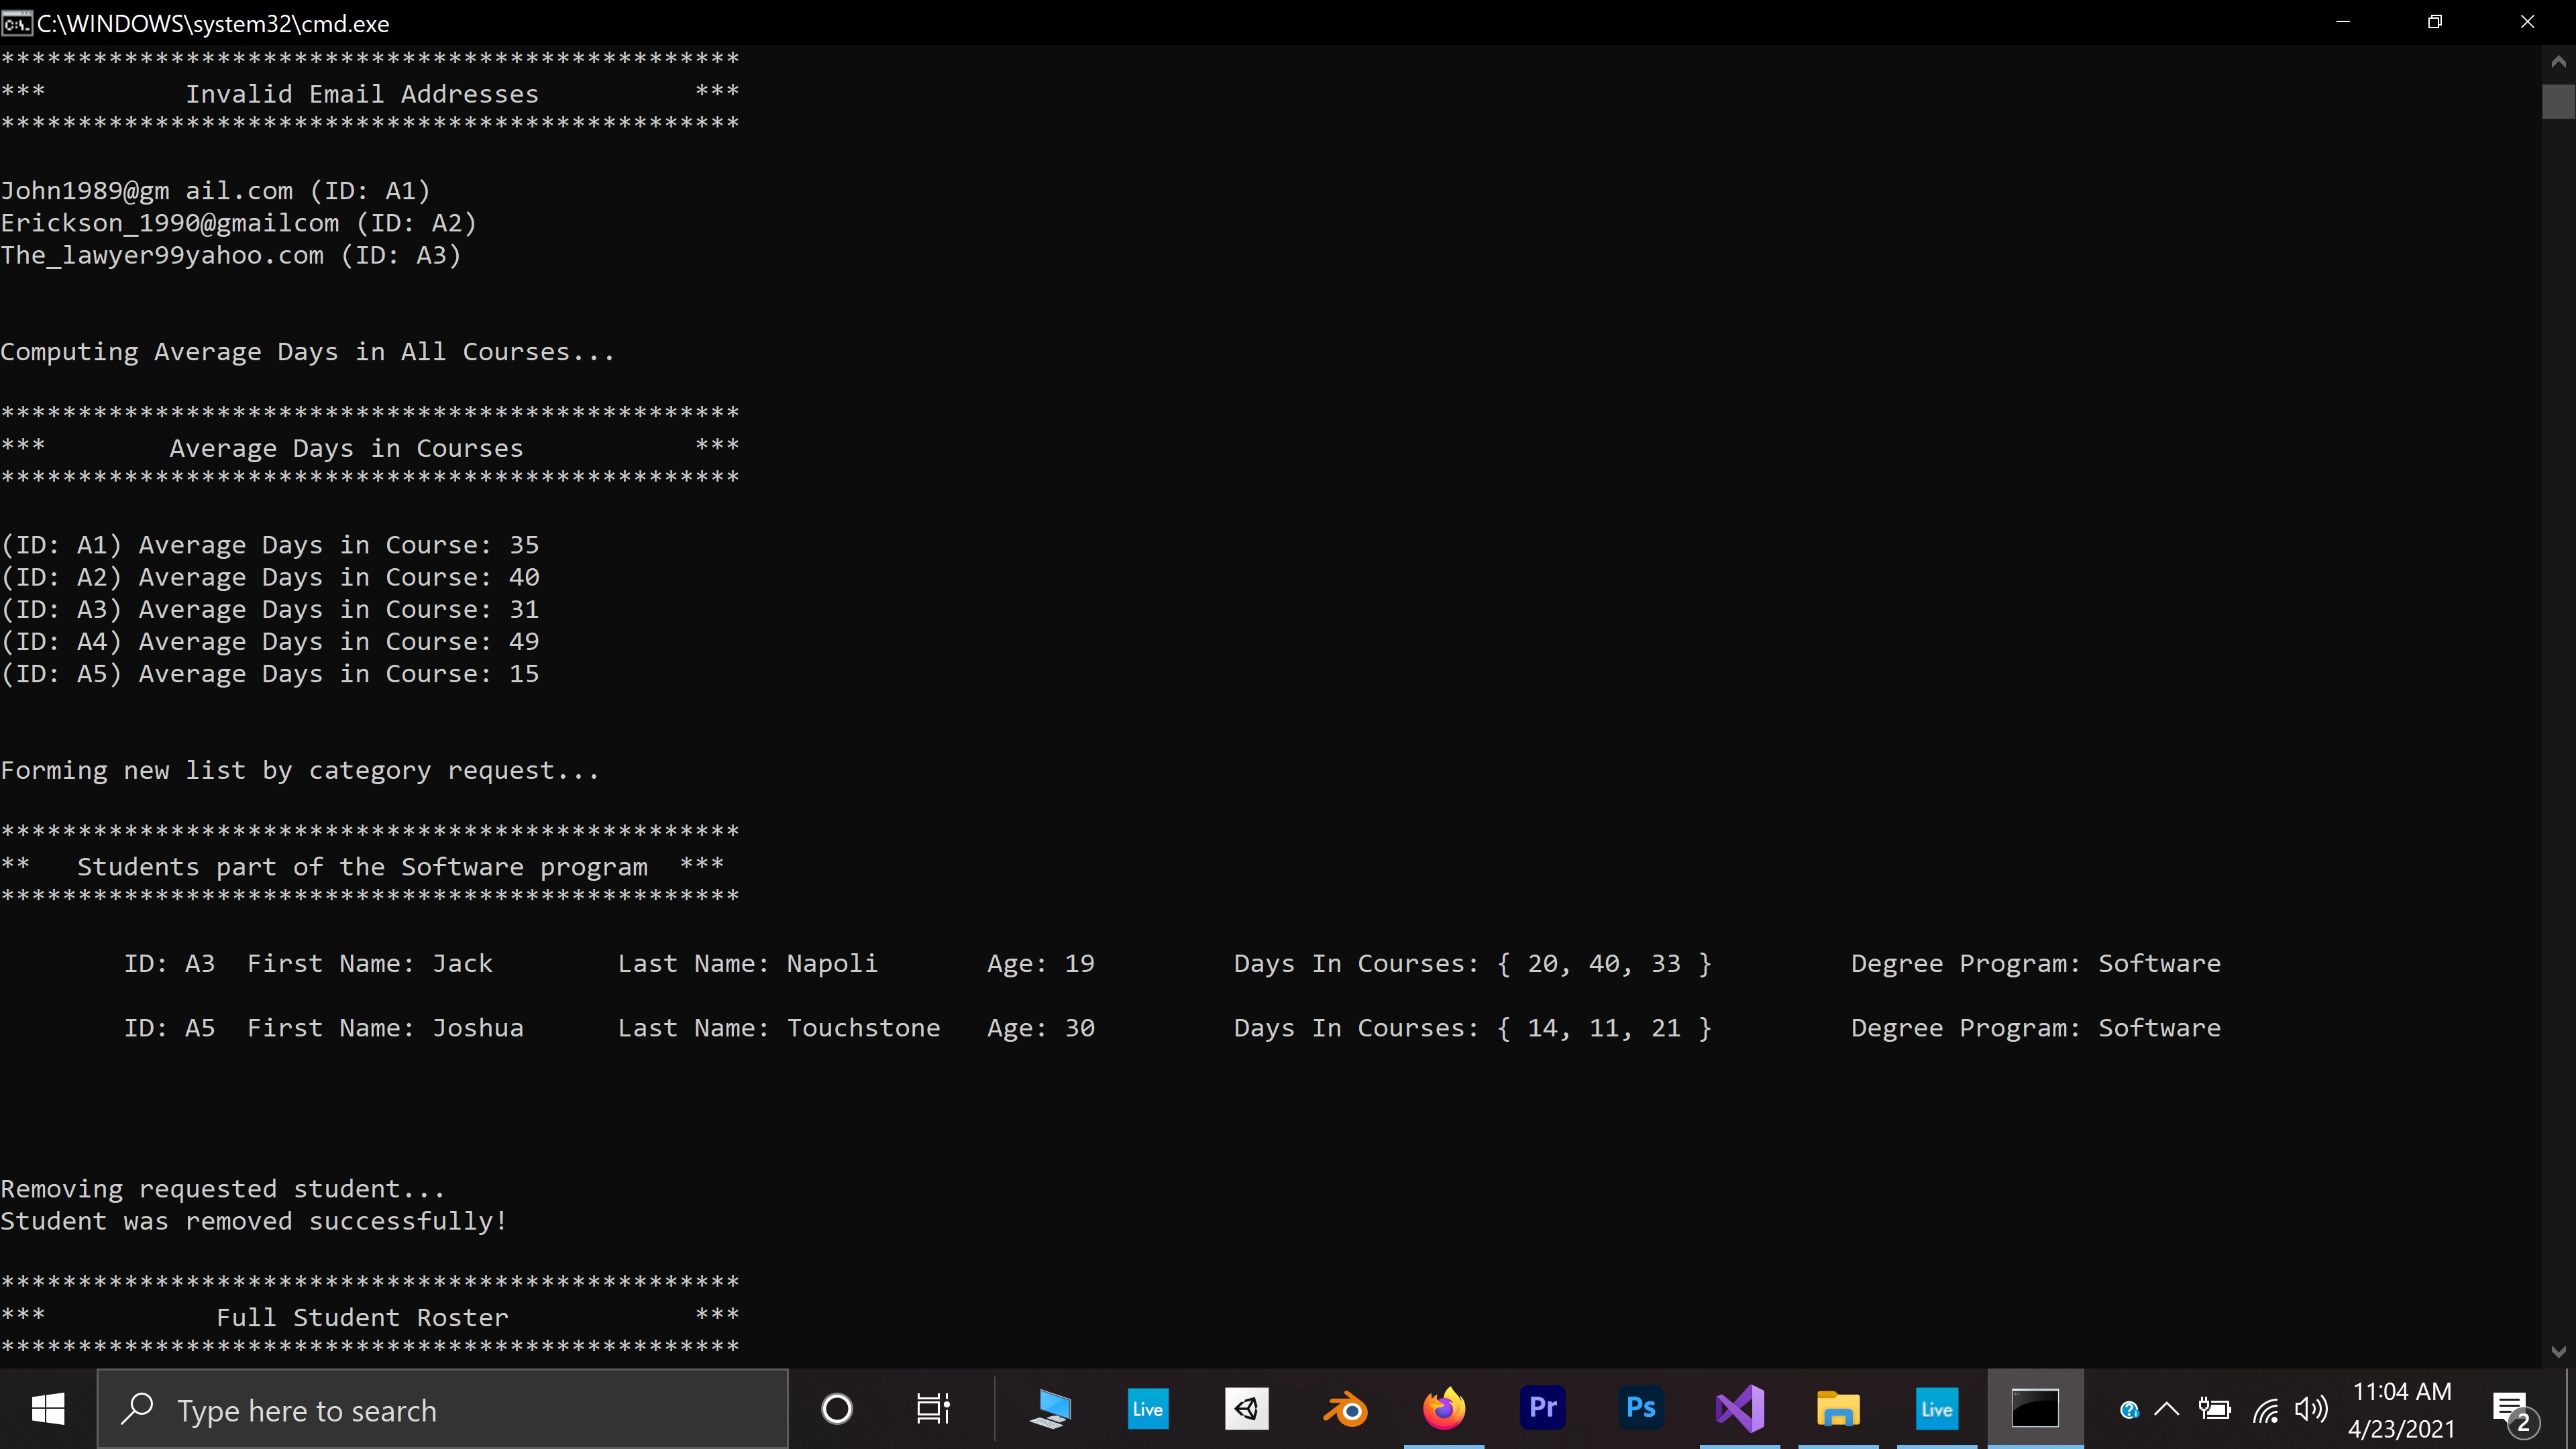 C:\WINDOWS\system32\cmd.exe
************************************************
***         Invalid Email Addresses          ***
************************************************
John1989@gm ail.com (ID: A1)
Erickson_1990@gmailcom (ID: A2)
The_lawyer99yahoo.com (ID: A3)
Computing Average Days in All Courses...
************************************************
***        Average Days in Courses           ***
************************************************
(ID: A1) Average Days in Course: 35
(ID: A2) Average Days in Course: 40
(ID: A3) Average Days in Course: 31
(ID: A4) Average Days in Course: 49
(ID: A5) Average Days in Course: 15
Forming new list by category request...
************************************************
**   Students part of the Software program  ***
************************************************
ID: A3  First Name: Jack        Last Name: Napoli       Age: 19         Days In Courses: { 20, 40, 33 }         Degree Program: Software
ID: A5  First Name: Joshua      Last Name: Touchstone   Age: 30         Days In Courses: { 14, 11, 21 }         Degree Program: Software
Removing requested student...
Student was removed successfully!
************************************************
***           Full Student Roster            ***
************************************************
Type here to search
Live
Pr
Ps
Live
11:04 AM
4/23/2021
2